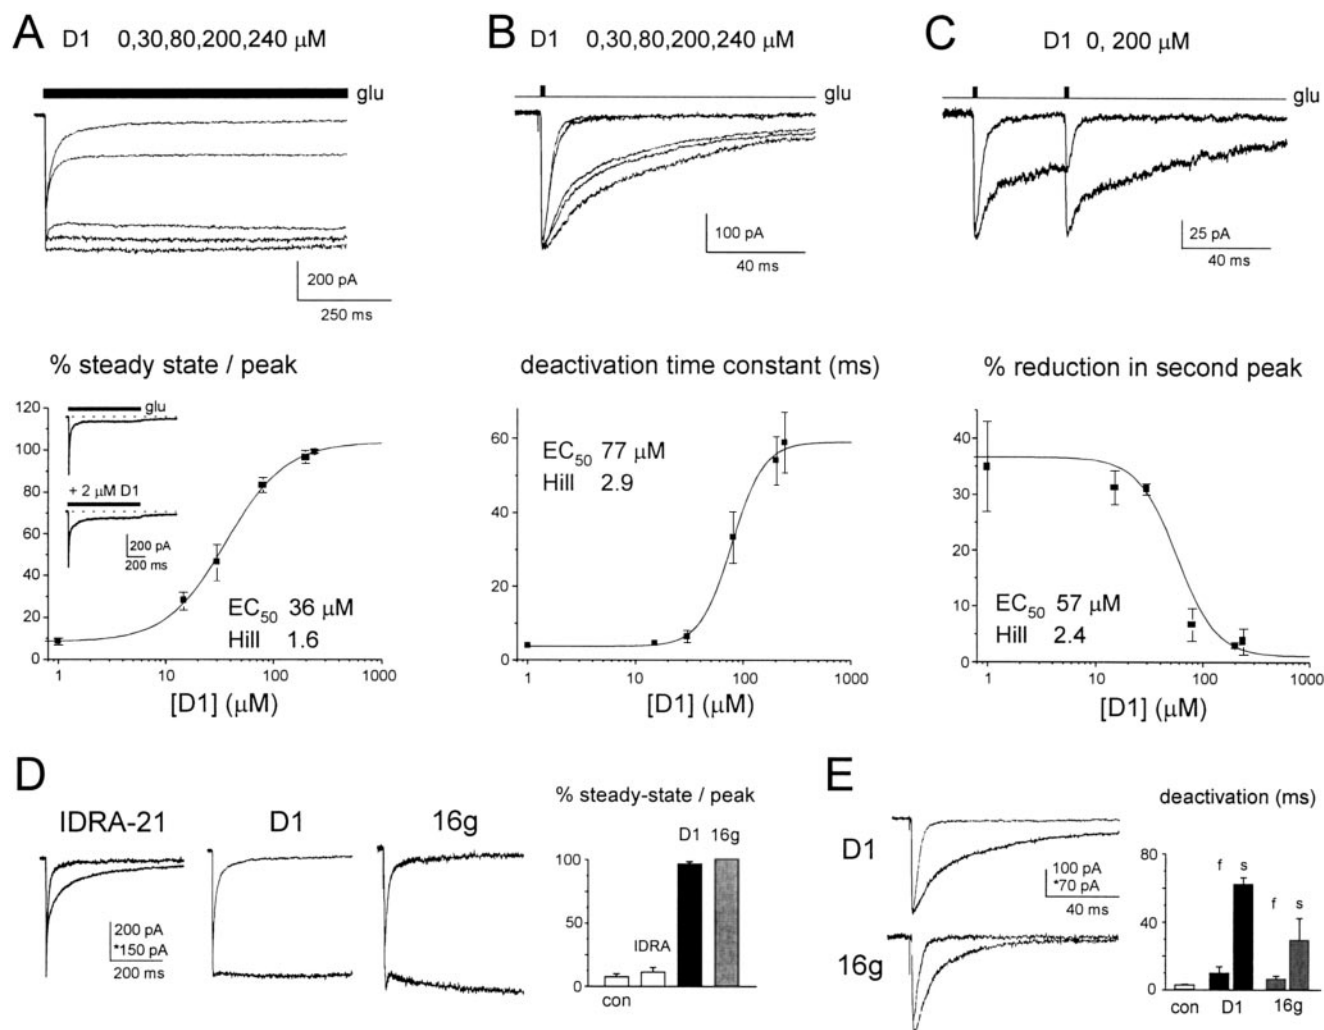 A D1 0,30,80,200,240 μM
glu
200 pA
250 ms
B D1 0,30,80,200,240 μM
glu
100 pA
40 ms
C D1 0, 200 μM
glu
25 pA
40 ms
% steady state / peak
120
100
80
60
40
20
0
glu
+ 2 μM D1
200 pA
200 ms
EC50 36 μM
Hill 1.6
1 10 100 1000
[D1] (μM)
deactivation time constant (ms)
60
40
20
0
EC50 77 μM
Hill 2.9
1 10 100 1000
[D1] (μM)
% reduction in second peak
40
30
20
10
0
EC50 57 μM
Hill 2.4
1 10 100 1000
[D1] (μM)
D
IDRA-21 D1 16g
200 pA
*150 pA
200 ms
% steady-state / peak
D1 16g
100
50
0
IDRA
con
E
D1
16g
100 pA
*70 pA
40 ms
deactivation (ms)
80
40
0
f s
f s
con D1 16g